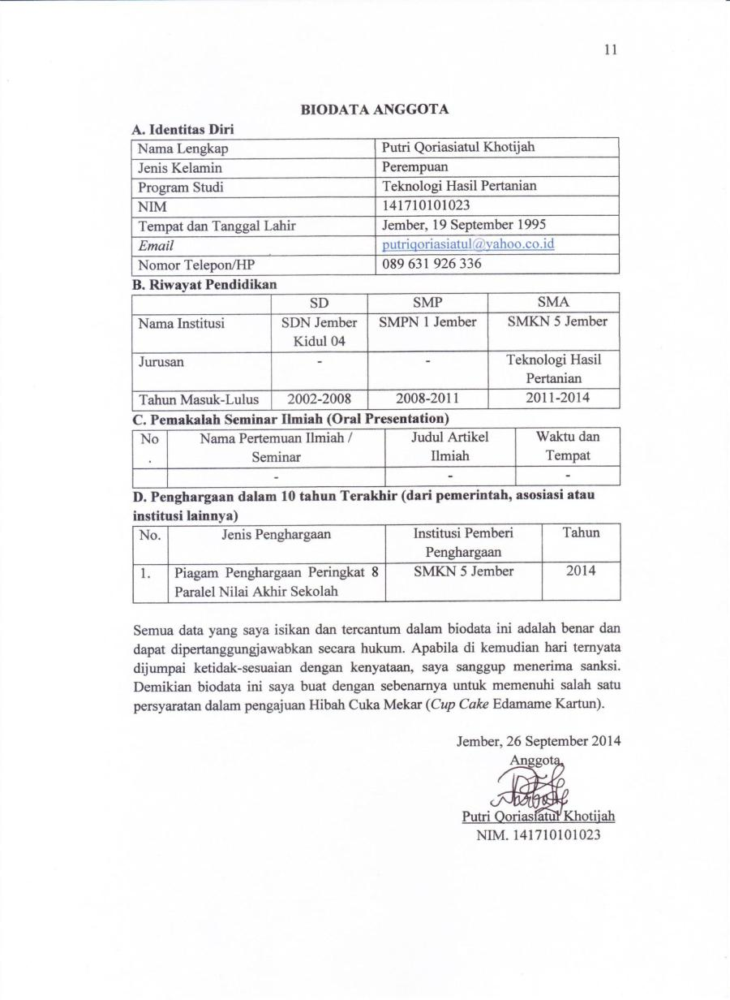 11
BIODATA ANGGOTA
A. Identitas Diri
Nama Lengkap Putri Qoriasiatul Khotijah
Jenis Kelamin Perempuan
Program Studi Teknologi Hasil Pertanian
NIM 141710101023
Tempat dan Tanggal Lahir Jember, 19 September 1995
Email putriqoriasiatul@yahoo.co.id
Nomor Telepon/HP 089 631 926 336
B. Riwayat Pendidikan
SD SMP SMA
Nama Institusi SDN Jember SMPN 1 Jember SMKN 5 Jember
Kidul 04
Jurusan - - Teknologi Hasil
Pertanian
Tahun Masuk-Lulus 2002-2008 2008-2011 2011-2014
C. Pemakalah Seminar Ilmiah (Oral Presentation)
No Nama Pertemuan Ilmiah / Judul Artikel Waktu dan
. Seminar Ilmiah Tempat
- - -
D. Penghargaan dalam 10 tahun Terakhir (dari pemerintah, asosiasi atau
institusi lainnya)
No. Jenis Penghargaan Institusi Pemberi Tahun
Penghargaan
1. Piagam Penghargaan Peringkat 8 SMKN 5 Jember 2014
Paralel Nilai Akhir Sekolah
Semua data yang saya isikan dan tercantum dalam biodata ini adalah benar dan
dapat dipertanggungjawabkan secara hukum. Apabila di kemudian hari ternyata
dijumpai ketidak-sesuaian dengan kenyataan, saya sanggup menerima sanksi.
Demikian biodata ini saya buat dengan sebenarnya untuk memenuhi salah satu
persyaratan dalam pengajuan Hibah Cuka Mekar (Cup Cake Edamame Kartun).
Jember, 26 September 2014
Anggota,
Putri Qoriasiatul Khotijah
NIM. 141710101023